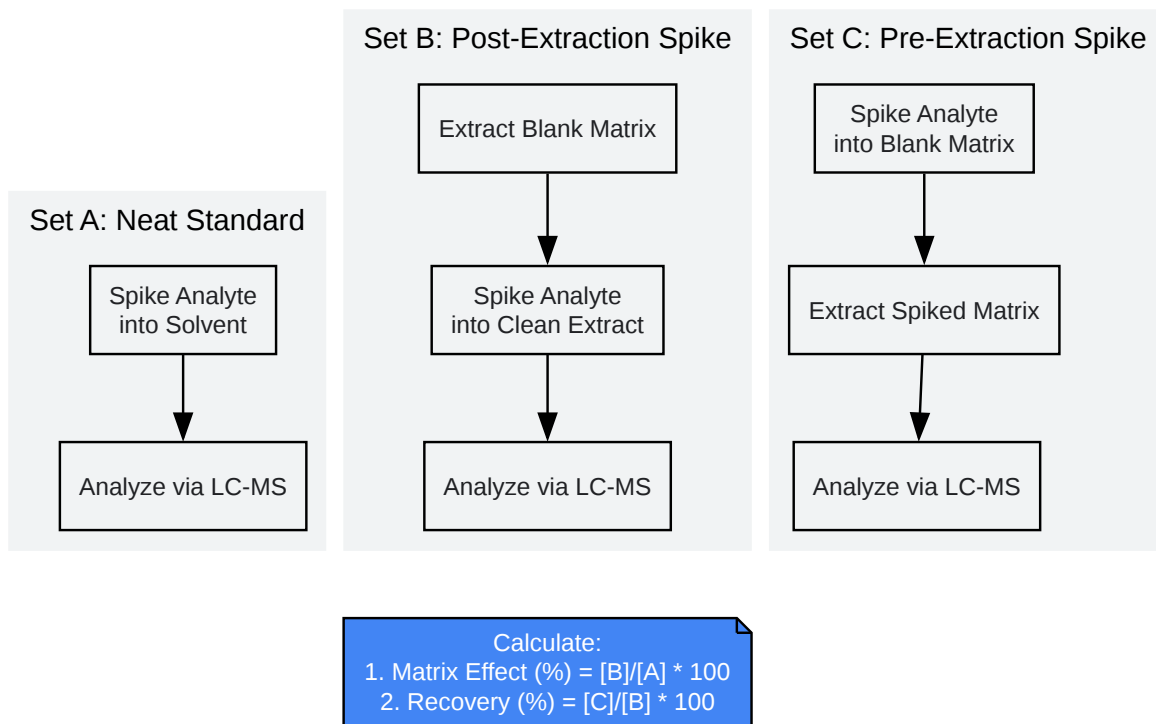 Set A: Neat Standard
Spike Analyte
into Solvent
Analyze via LC-MS
Set B: Post-Extraction Spike
Extract Blank Matrix
Spike Analyte
into Clean Extract
Analyze via LC-MS
Set C: Pre-Extraction Spike
Spike Analyte
into Blank Matrix
Extract Spiked Matrix
Analyze via LC-MS
Calculate:
1. Matrix Effect (%) = [B]/[A] * 100
2. Recovery (%) = [C]/[B] * 100